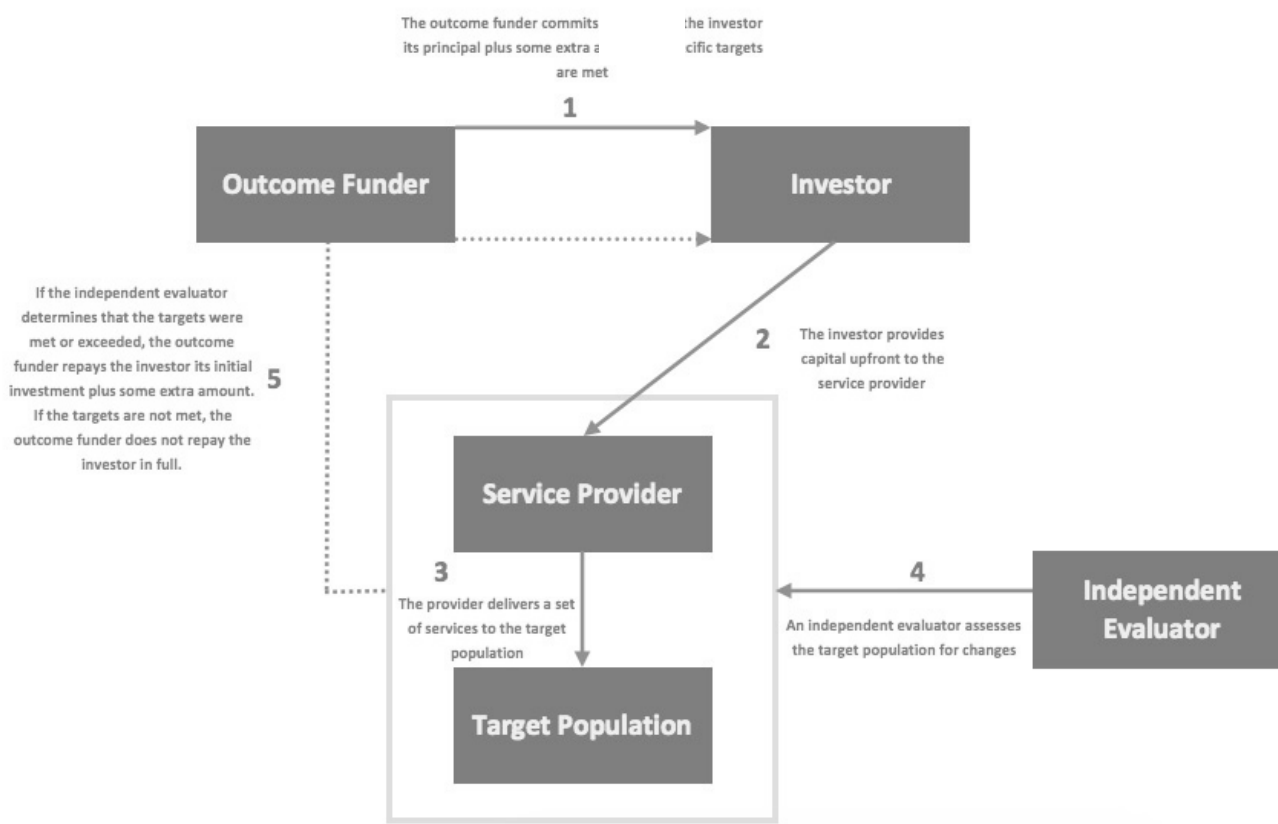 The outcome funder commits
the investor
its principal plus some extra
targets
are met
1
Outcome Funder
Investor
If the independent evaluator
determines that the targets were
met or exceeded, the outcome
funder repays the investor its initial
investment plus some extra amount.
If the targets are not met, the
outcome funder does not repay the
investor in full.
5
2
The investor provides
capital upfront to the
service provider
Service Provider
3
The provider delivers a set
of services to the target
population
Target Population
4
An independent evaluator assesses
the target population for changes
Independent
Evaluator